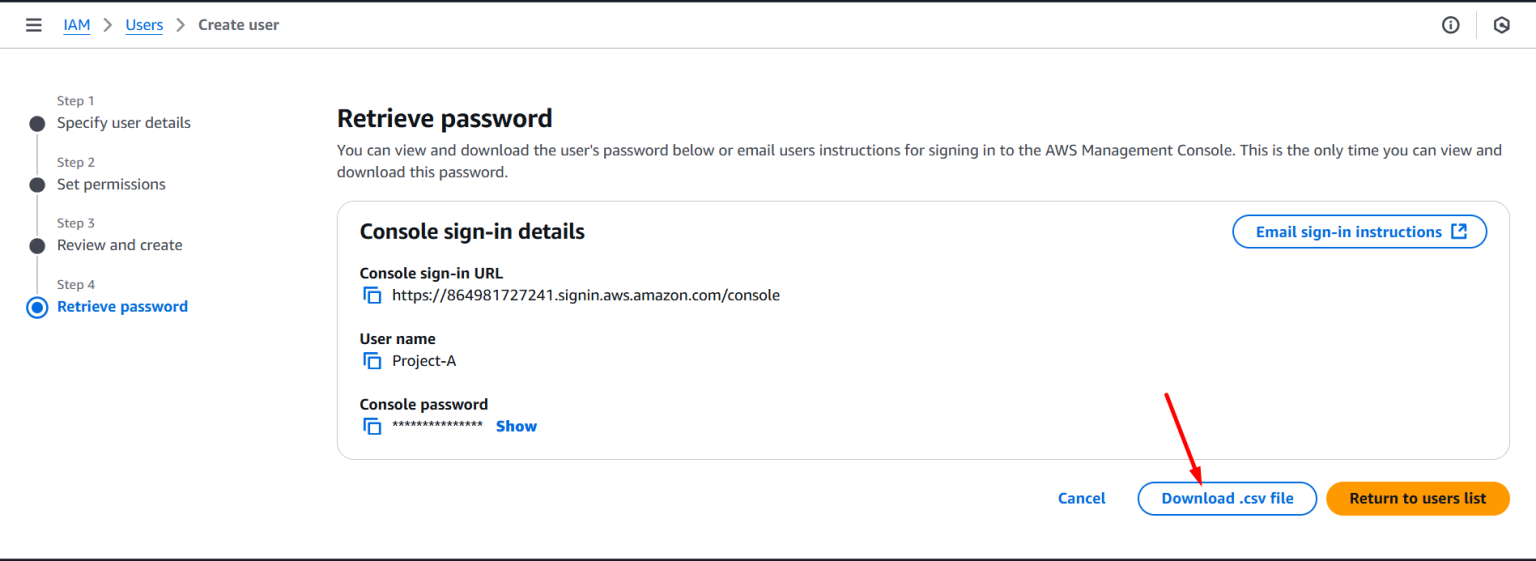 IAM > Users > Create user
Step 1
Specify user details
Step 2
Set permissions
Step 3
Review and create
Step 4
Retrieve password
Retrieve password
You can view and download the user's password below or email users instructions for signing in to the AWS Management Console. This is the only time you can view and
download this password.
Console sign-in details
Email sign-in instructions
Console sign-in URL
https://864981727241.signin.aws.amazon.com/console
User name
Project-A
Console password
*************** Show
Cancel
Download .csv file
Return to users list